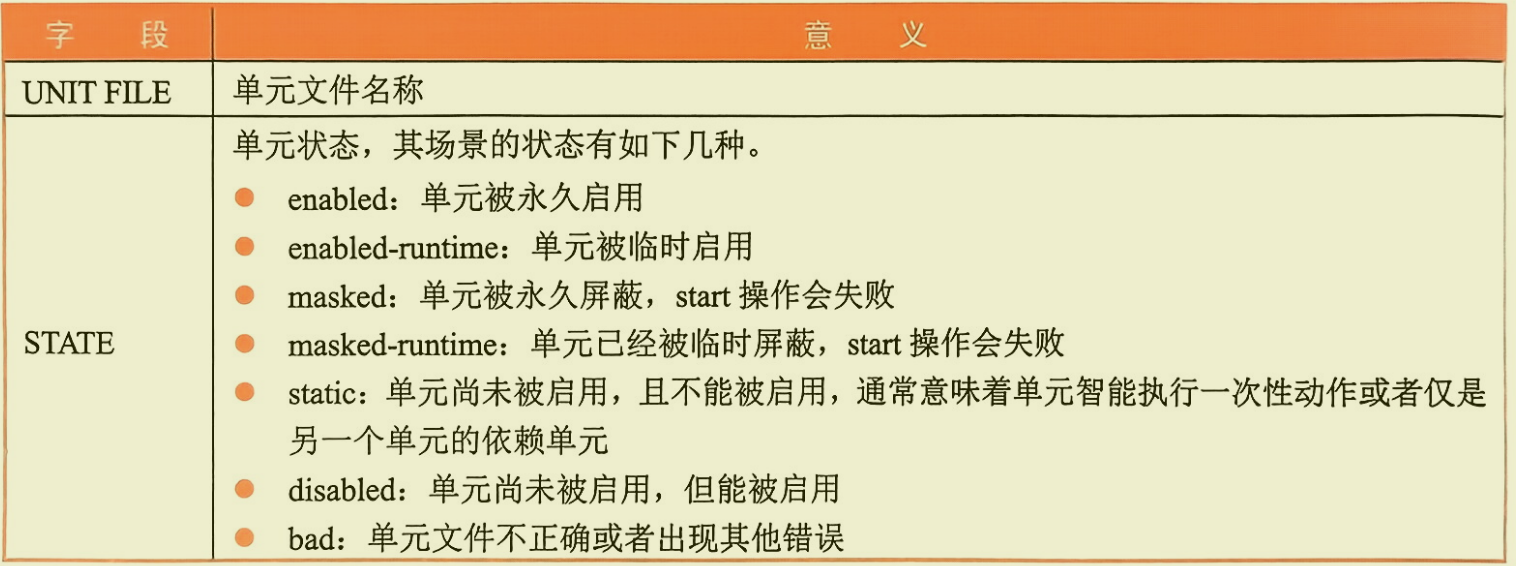 字 段 意 义
UNIT FILE 单元文件名称
单元状态，其场景的状态有如下几种。
enabled：单元被永久启用
enabled-runtime：单元被临时启用
masked：单元被永久屏蔽，start 操作会失败
STATE
masked-runtime：单元已经被临时屏蔽，start 操作会失败
static：单元尚未被启用，且不能被启用，通常意味着单元智能执行一次性动作或者仅是
另一个单元的依赖单元
disabled：单元尚未被启用，但能被启用
bad：单元文件不正确或者出现其他错误